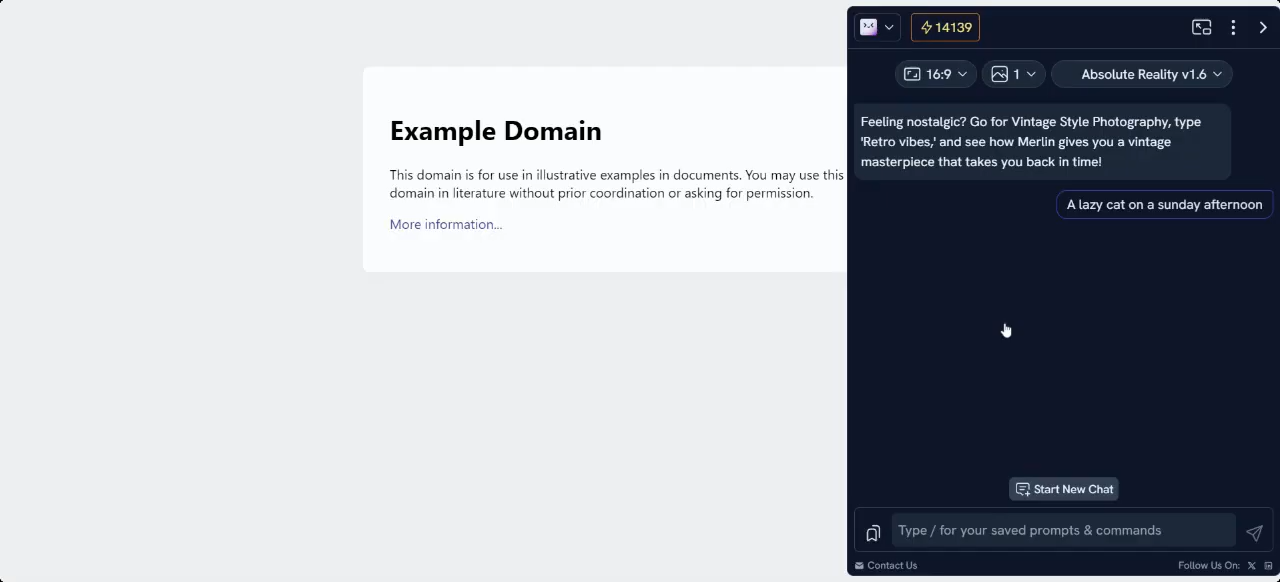 14139
16:9
1
Absolute Reality v1.6
Example Domain
This domain is for use in illustrative examples in documents. You may use this
domain in literature without prior coordination or asking for permission.
More information...
Feeling nostalgic? Go for Vintage Style Photography, type
'Retro vibes,' and see how Merlin gives you a vintage
masterpiece that takes you back in time!
A lazy cat on a sunday afternoon
Start New Chat
Type / for your saved prompts & commands
Contact Us
Follow Us On: